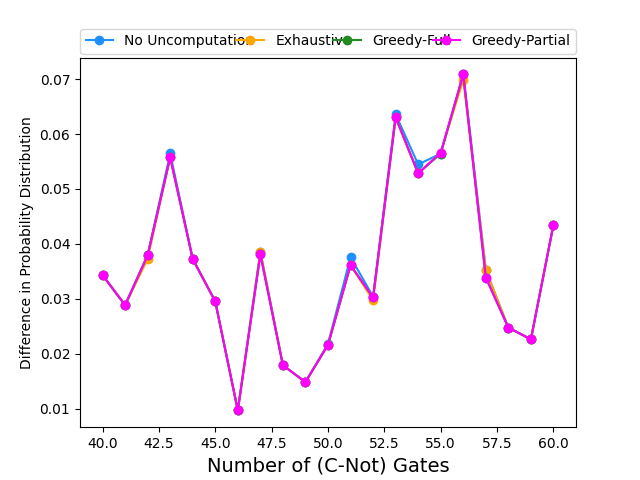 No Uncomputation Exhaustive Greedy-Full Greedy-Partial
0.07
0.06
0.05
0.04
0.03
0.02
0.01
Difference in Probability Distribution
40.0 42.5 45.0 47.5 50.0 52.5 55.0 57.5 60.0
Number of (C-Not) Gates